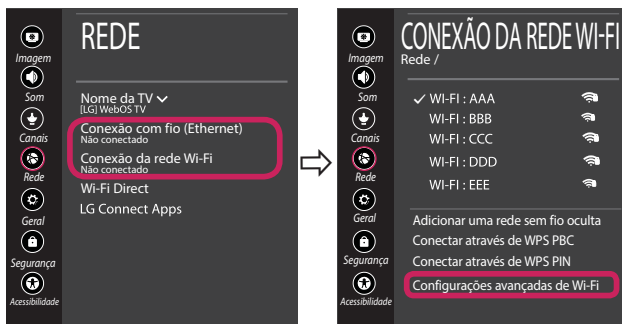 REDE
Imagem
Som
Canais
Rede
Geral
Segurança
Acessibilidade
Nome da TV
[LG] WebOS TV
Conexão com fio (Ethernet)
Não conectado
Conexão da rede Wi-Fi
Não conectado
Wi-Fi Direct
LG Connect Apps
CONEXÃO DA REDE WI-FI
Rede /
Imagem
Som
Canais
Rede
Geral
Segurança
Acessibilidade
WI-FI : AAA
WI-FI : BBB
WI-FI : CCC
WI-FI : DDD
WI-FI : EEE
Adicionar uma rede sem fio oculta
Conectar através de WPS PBC
Conectar através de WPS PIN
Configurações avançadas de Wi-Fi